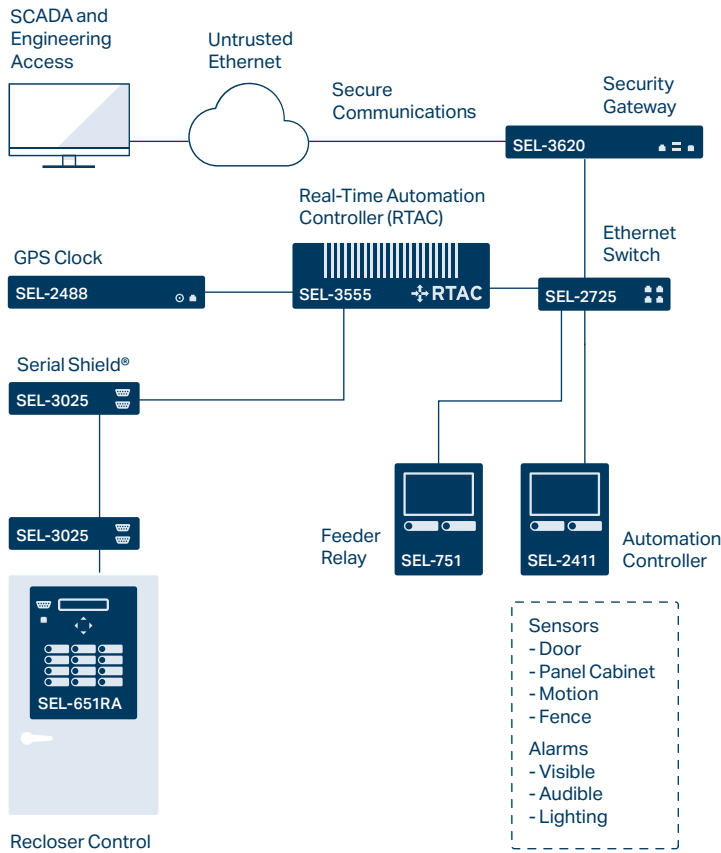 SCADA and
Engineering
Access
Untrusted
Ethernet
Secure
Communications
Security
Gateway
SEL-3620
Real-Time Automation
Controller (RTAC)
SEL-3555
RTAC
Ethernet
Switch
SEL-2725
GPS Clock
SEL-2488
Serial Shield®
SEL-3025
SEL-3025
SEL-651RA
Recloser Control
Feeder
Relay
SEL-751
SEL-2411
Automation
Controller
Sensors
- Door
- Panel Cabinet
- Motion
- Fence
Alarms
- Visible
- Audible
- Lighting